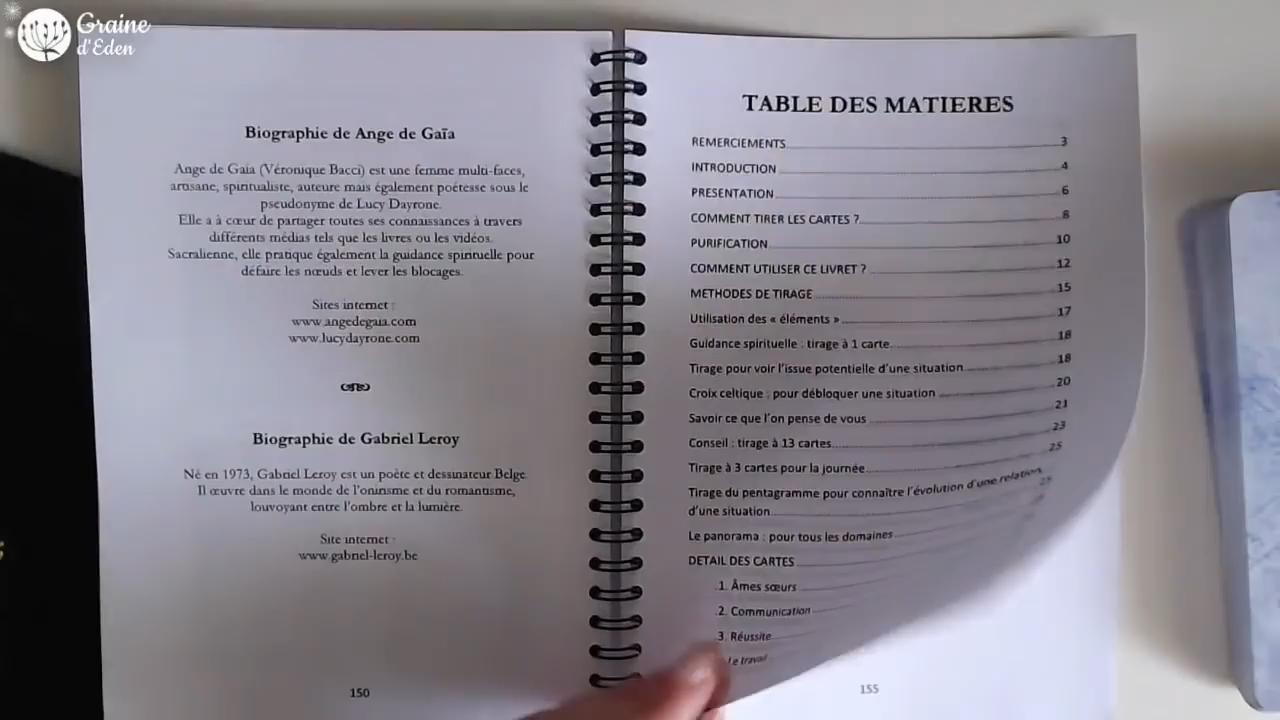 Graine
d'Eden
Biographie de Ange de Gaïa
Ange de Gaia (Véronique Bacci) est une femme multi-faces,
artisane, spiritualiste, auteure mais également poétesse sous le
pseudonyme de Lucy Dayrone.
Elle a à cœur de partager toutes ses connaissances à travers
différents médias tels que les livres ou les vidéos.
Sacralienne, elle pratique également la guidance spirituelle pour
défaire les nœuds et lever les blocages.
Sites internet :
www.angedegaia.com
www.lucydayrone.com
Biographie de Gabriel Leroy
Né en 1973, Gabriel Leroy est un poète et dessinateur Belge.
Il œuvre dans le monde de l'onirisme et du romantisme,
louvoyant entre l'ombre et la lumière.
Site internet :
www.gabriel-leroy.be
150
TABLE DES MATIERES
REMERCIEMENTS 3
INTRODUCTION 4
PRESENTATION 6
COMMENT TIRER LES CARTES ? 8
PURIFICATION 10
COMMENT UTILISER CE LIVRET ? 12
METHODES DE TIRAGE 15
Utilisation des « éléments » 17
Guidance spirituelle : tirage à 1 carte 18
Tirage pour voir l'issue potentielle d'une situation 18
Croix celtique : pour débloquer une situation 20
Savoir ce que l'on pense de vous 21
Conseil : tirage à 13 cartes 23
Tirage à 3 cartes pour la journée 25
Tirage du pentagramme pour connaître l'évolution d'une relation
d'une situation
Le panorama : pour tous les domaines
DETAIL DES CARTES
1. Âmes sœurs
2. Communication
3. Réussite
Le travail
155